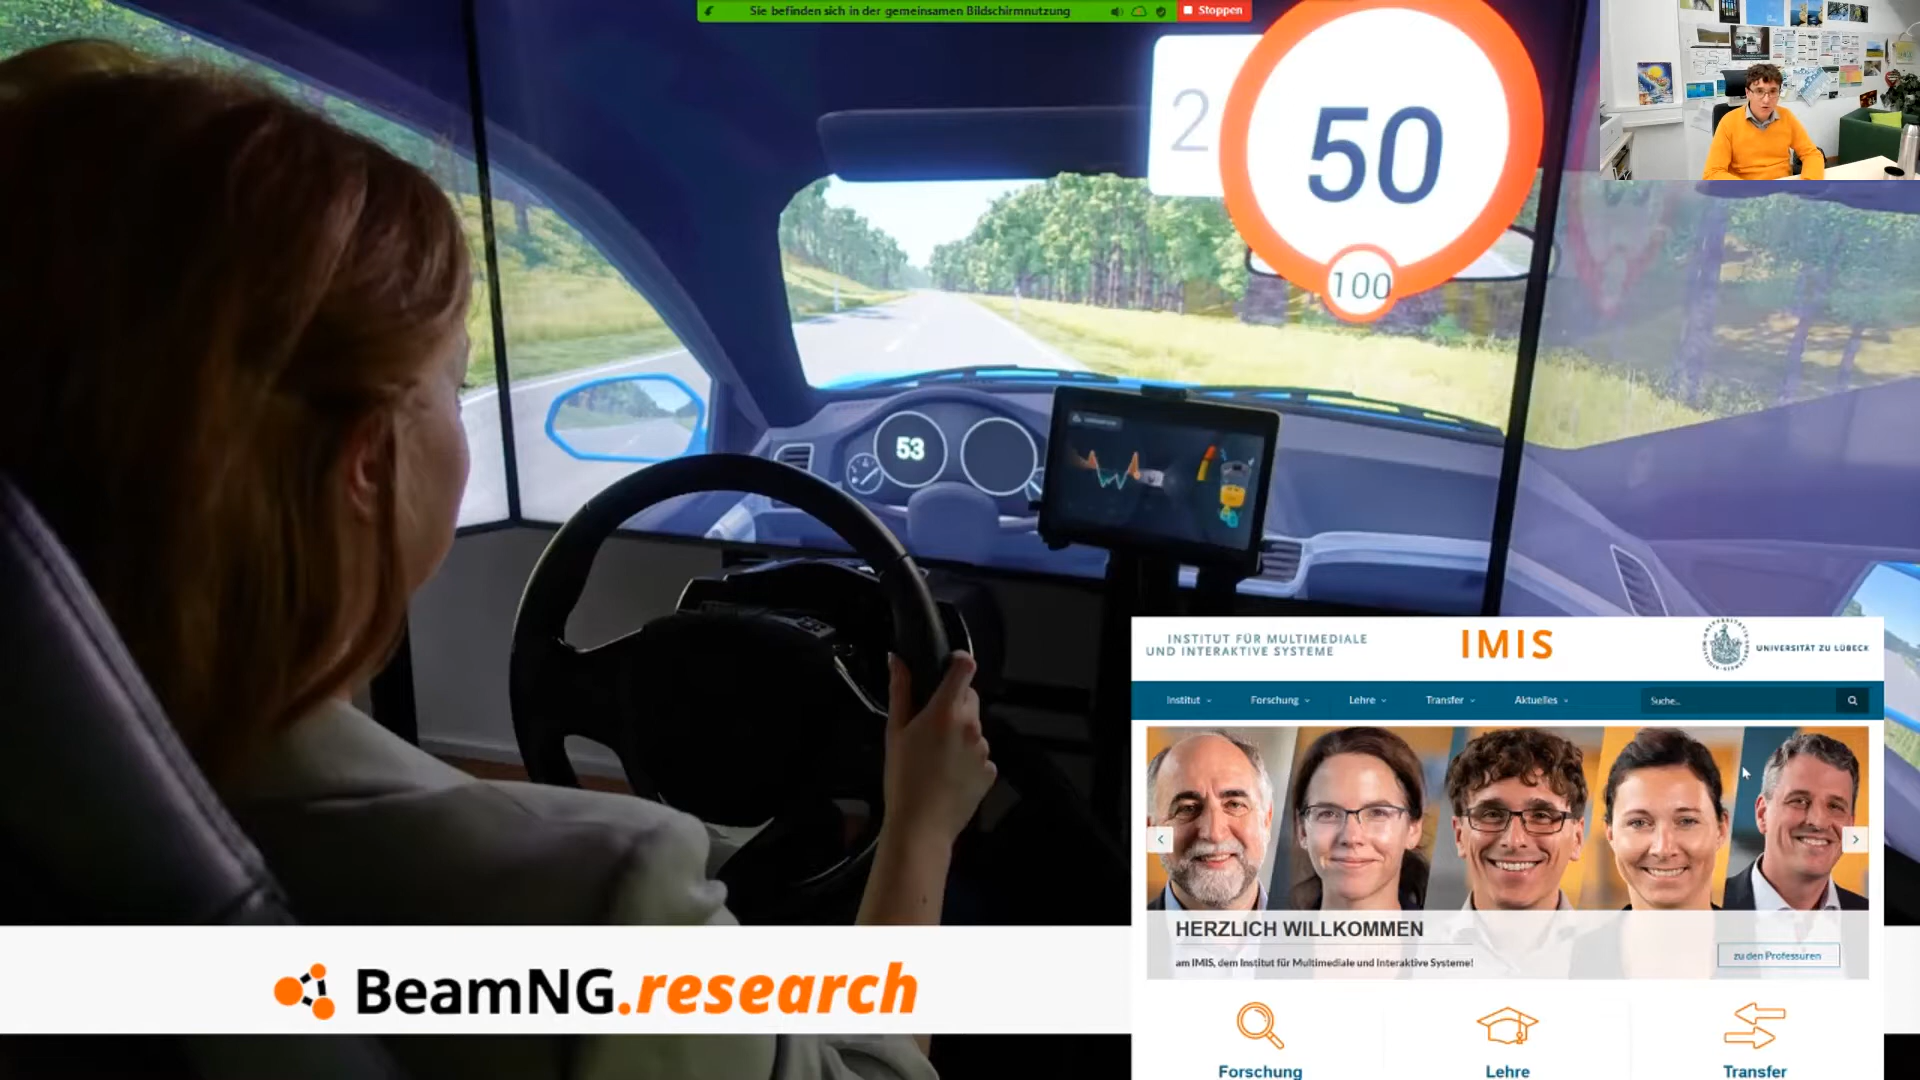 Sie befinden sich in der gemeinsamen Bildschirmnutzung
Stoppen
2
50
100
53
INSTITUT FÜR MULTIMEDIALE
UND INTERAKTIVE SYSTEME
IMIS
UNIVERSITÄT ZU LÜBECK
Institut
Forschung
Lehre
Transfer
Aktuelles
Suche...
HERZLICH WILLKOMMEN
am IMIS, dem Institut für Multimediale und Interaktive Systeme!
zu den Professuren
BeamNG.research
Forschung
Lehre
Transfer